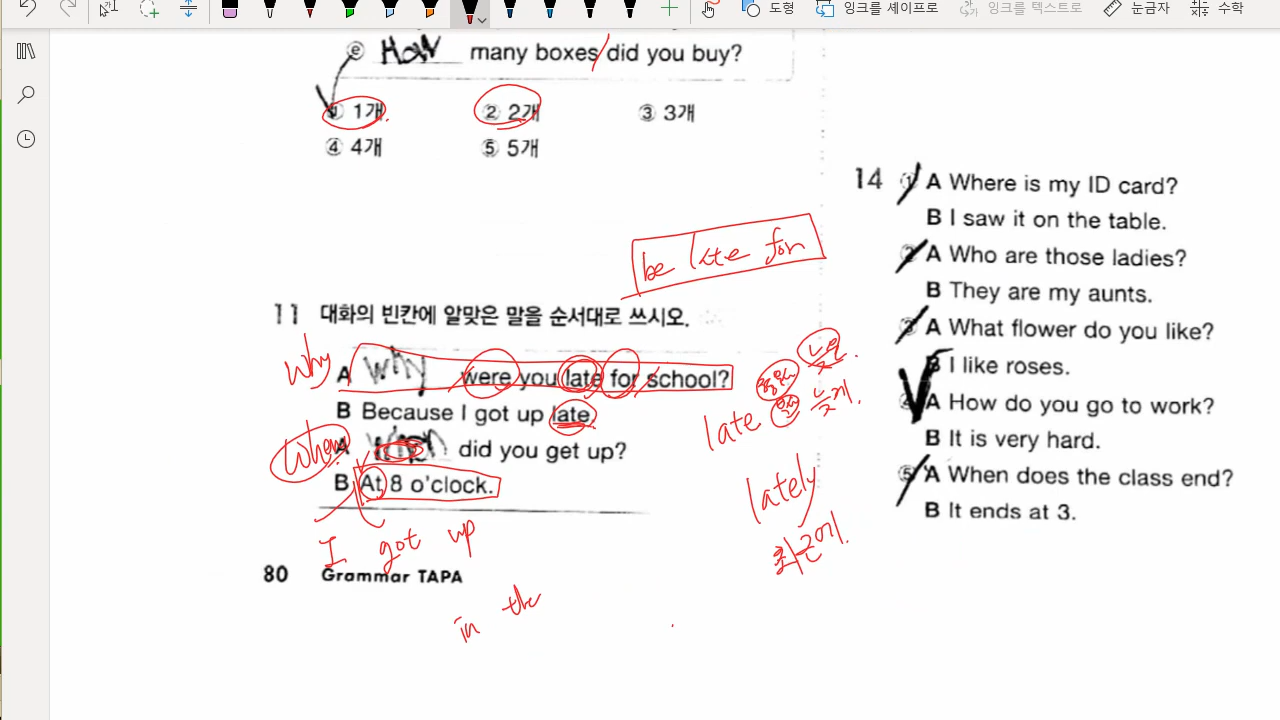 도형
잉크를 셰이프로
잉크를 텍스트로
눈금자
수학
ⓔ How many boxes did you buy?
① 1개 ② 2개 ③ 3개
④ 4개 ⑤ 5개
be late for
11 대화의 빈칸에 알맞은 말을 순서대로 쓰시오.
why A Why were you late for school?
B Because I got up late.
When A When did you get up?
B At 8 o'clock.
I got up
in the
late 형용사 늦은.
부사 늦게.
lately
최근에.
80 Grammar TAPA
14 ① A Where is my ID card?
B I saw it on the table.
② A Who are those ladies?
B They are my aunts.
③ A What flower do you like?
B I like roses.
④ A How do you go to work?
B It is very hard.
⑤ A When does the class end?
B It ends at 3.